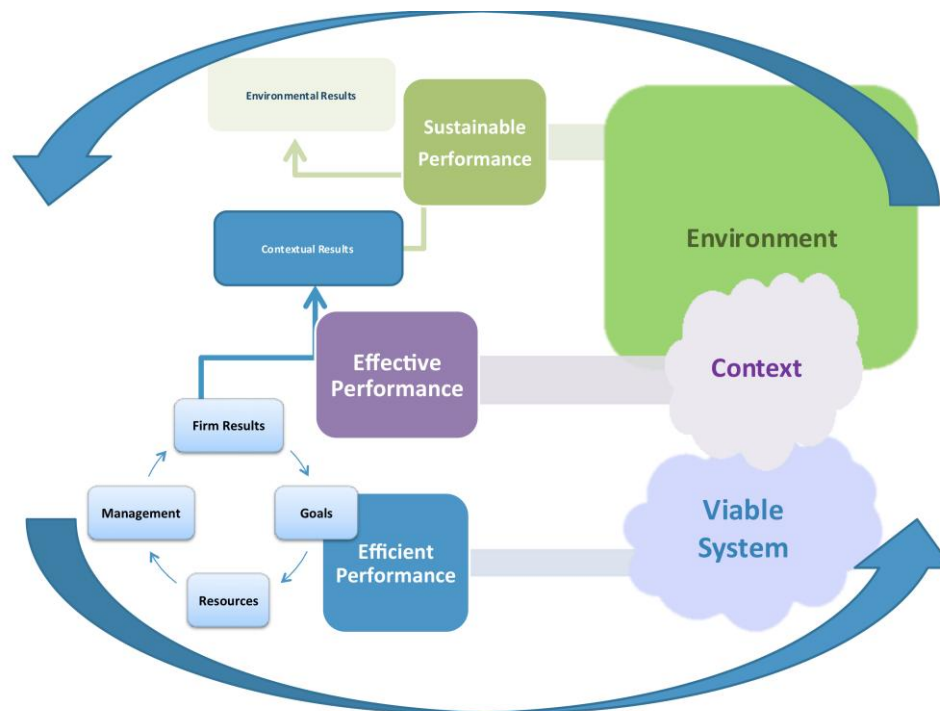 Environmental Results
Sustainable
Performance
Environment
Contextual Results
Effective
Performance
Context
Firm Results
Management
Goals
Viable
System
Efficient
Performance
Resources